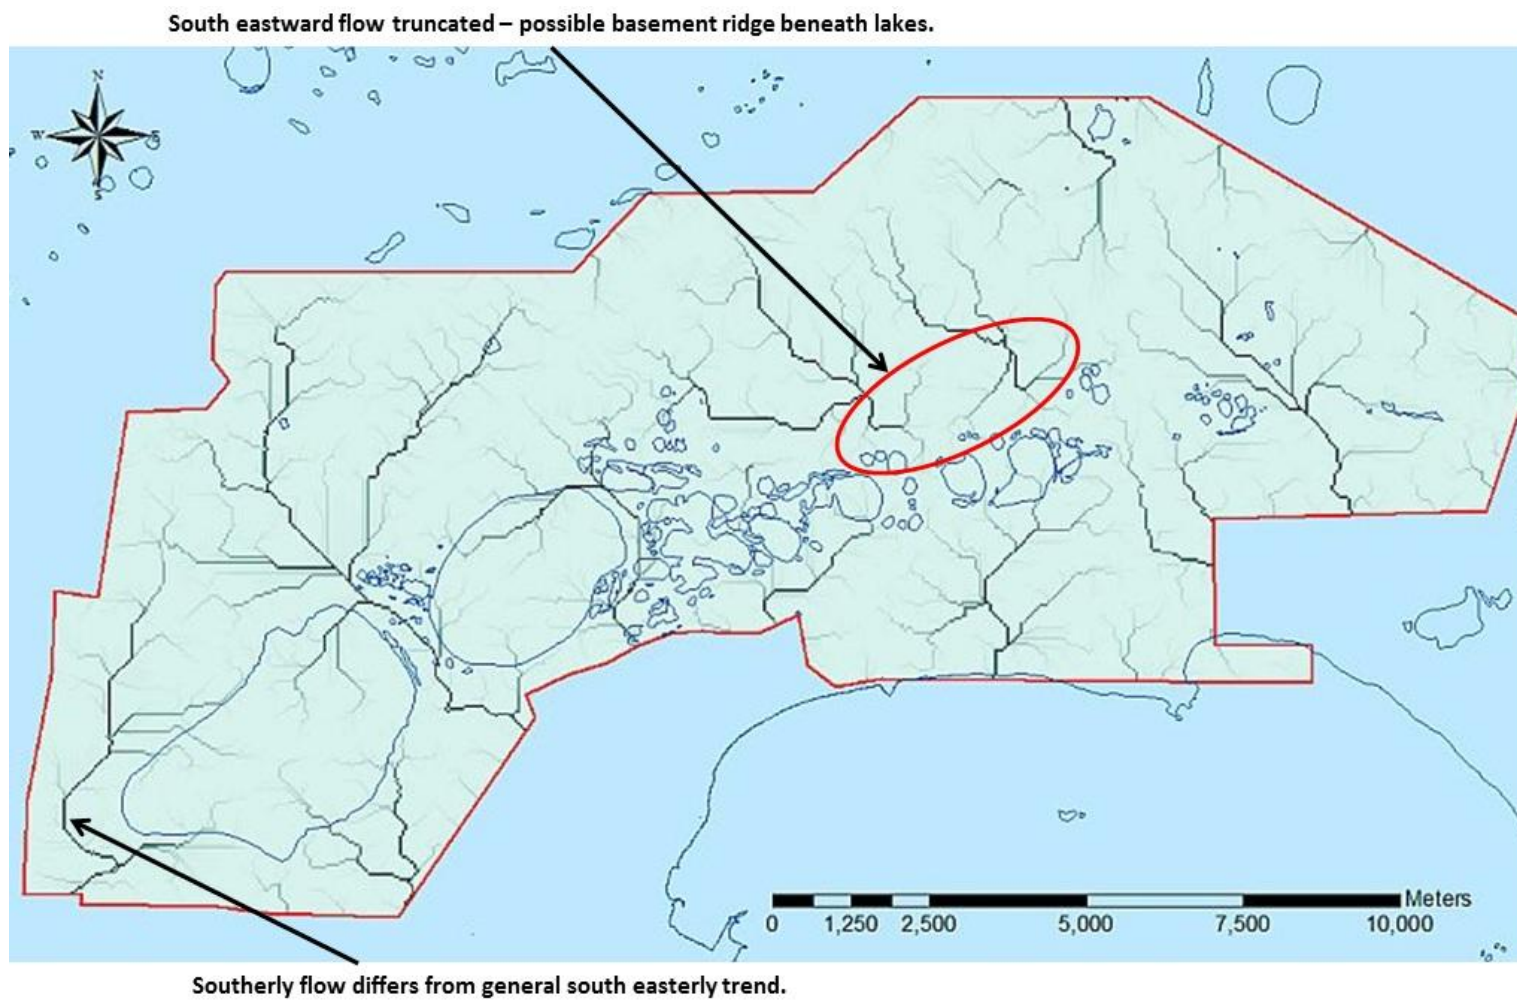 South eastward flow truncated – possible basement ridge beneath lakes.
N
W
E
S
Meters
0 1,250 2,500 5,000 7,500 10,000
Southerly flow differs from general south easterly trend.